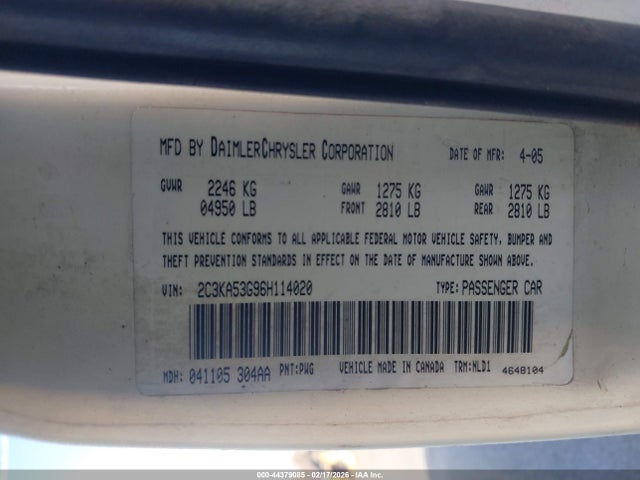 MFD BY DAIMLERCHRYSLER CORPORATION DATE OF MFR: 4-05
GVWR 2246 KG GAWR 1275 KG GAWR 1275 KG
04950 LB FRONT 2810 LB REAR 2810 LB
THIS VEHICLE CONFORMS TO ALL APPLICABLE FEDERAL MOTOR VEHICLE SAFETY, BUMPER AND
THEFT PREVENTION STANDARDS IN EFFECT ON THE DATE OF MANUFACTURE SHOWN ABOVE.
VIN: 2C3KA53G96H114020 TYPE: PASSENGER CAR
MDH: 041105 304AA PNT:PWG VEHICLE MADE IN CANADA TRM:NLD1 4648104
000-44379085 - 02/17/2026 - IAAI.com